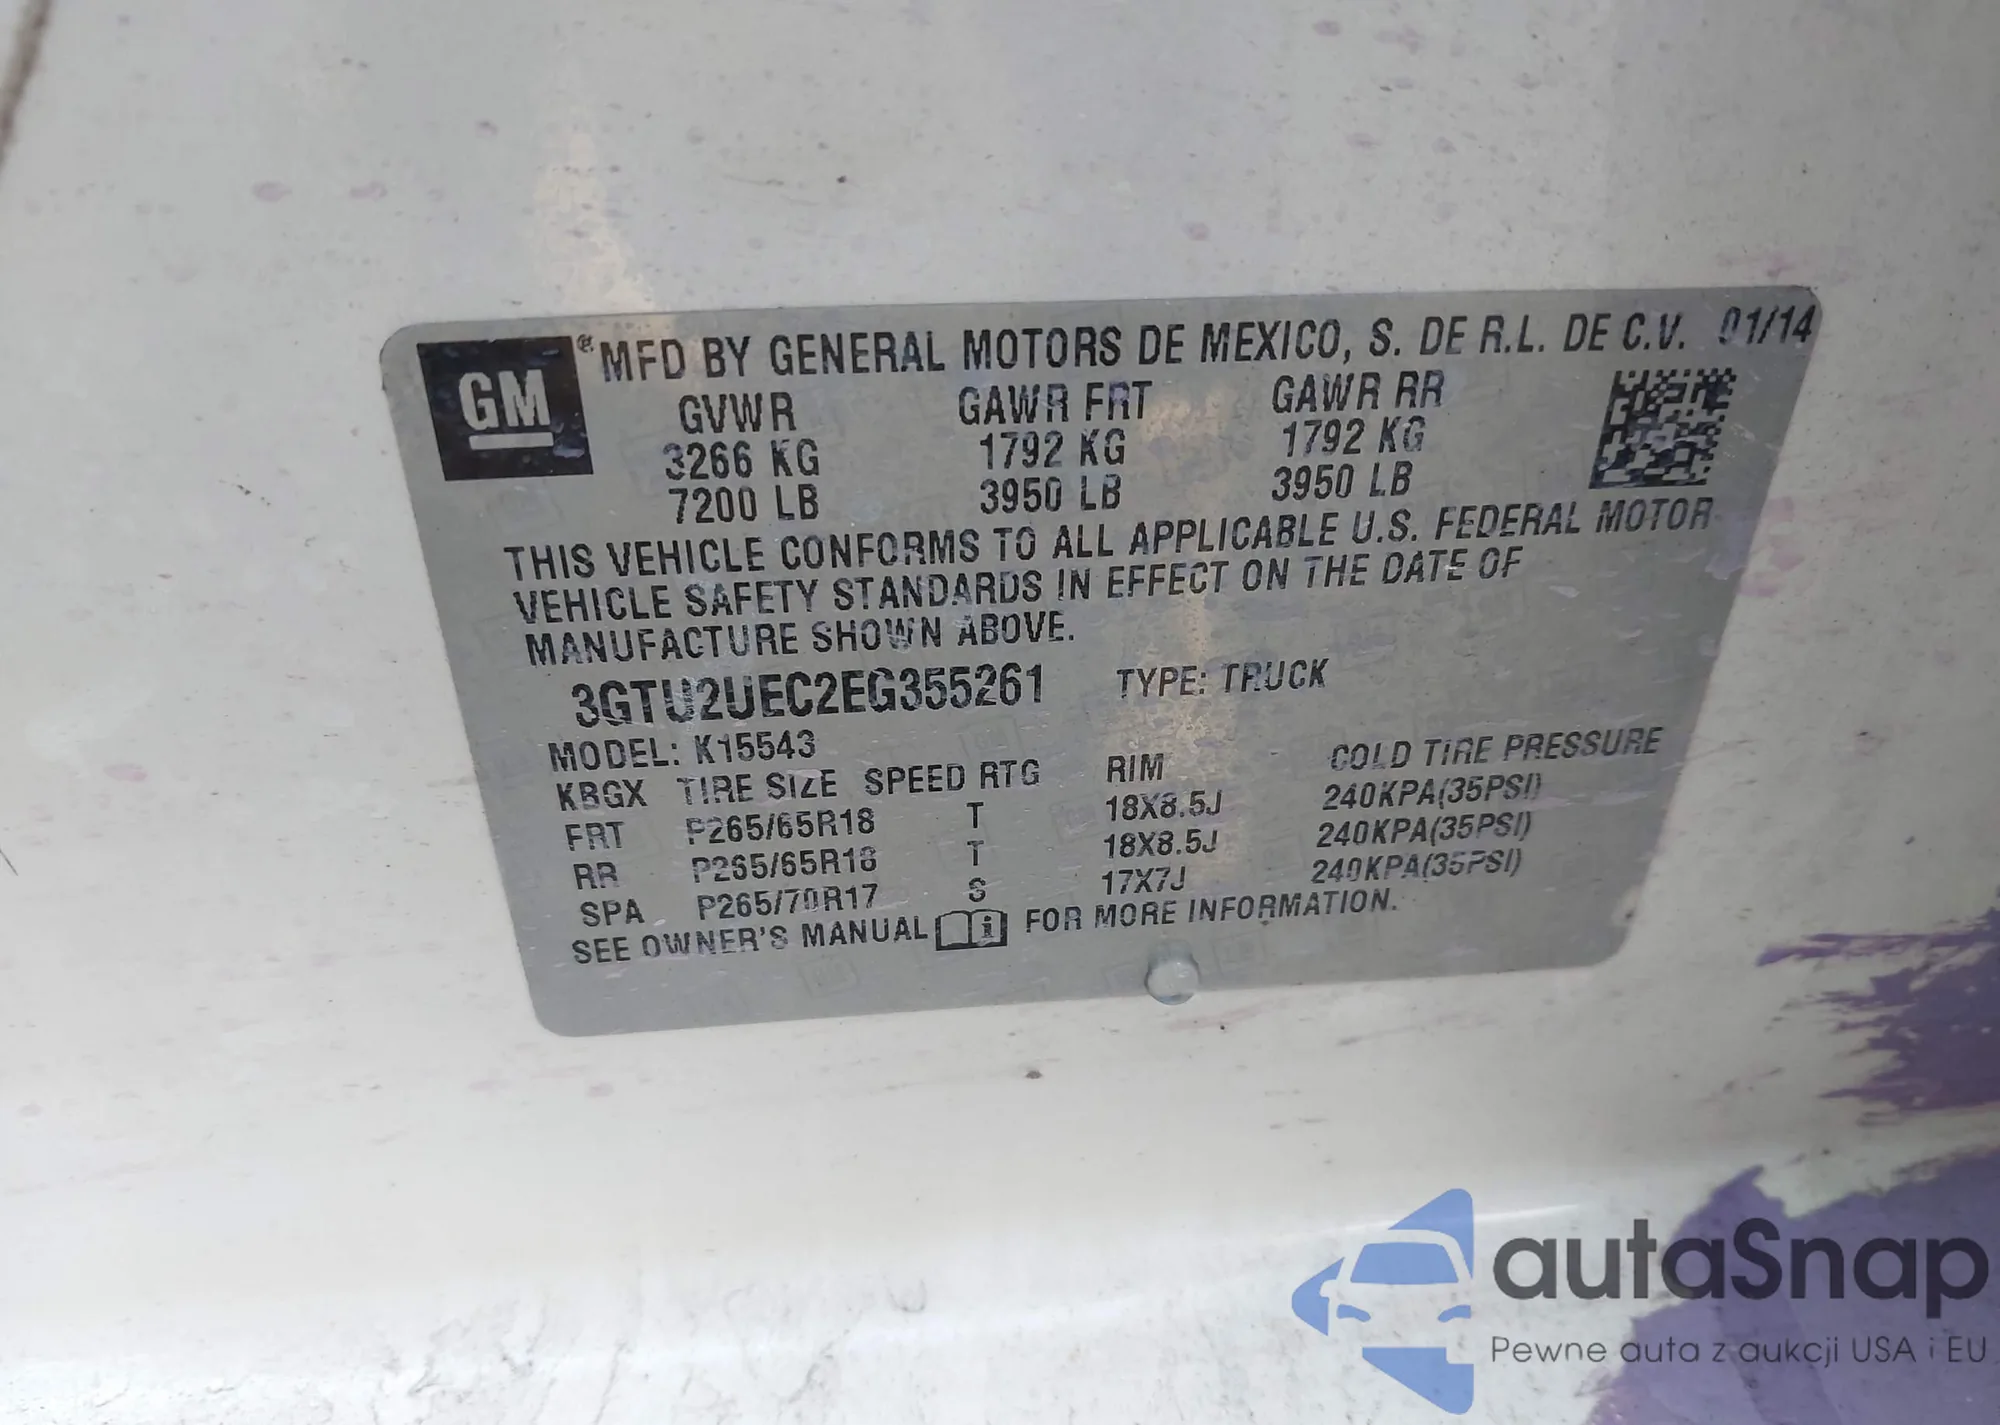 GM ® MFD BY GENERAL MOTORS DE MEXICO, S. DE R.L. DE C.V. 01/14
GVWR GAWR FRT GAWR RR
3266 KG 1792 KG 1792 KG
7200 LB 3950 LB 3950 LB
THIS VEHICLE CONFORMS TO ALL APPLICABLE U.S. FEDERAL MOTOR
VEHICLE SAFETY STANDARDS IN EFFECT ON THE DATE OF
MANUFACTURE SHOWN ABOVE.
3GTU2UEC2EG355261 TYPE: TRUCK
MODEL: K15543
KBGX TIRE SIZE SPEED RTG RIM COLD TIRE PRESSURE
FRT P265/65R18 T 18X8.5J 240KPA(35PSI)
RR P265/65R18 T 18X8.5J 240KPA(35PSI)
SPA P265/70R17 S 17X7J 240KPA(35PSI)
SEE OWNER'S MANUAL i FOR MORE INFORMATION.
autaSnap
Pewne auta z aukcji USA i EU